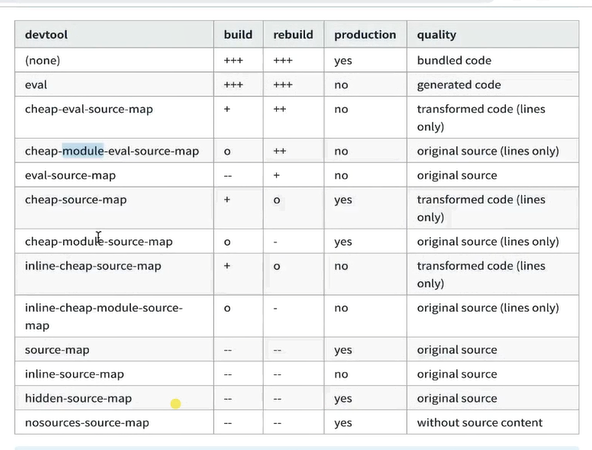 devtool build rebuild production quality
(none) +++ +++ yes bundled code
eval +++ +++ no generated code
cheap-eval-source-map + ++ no transformed code (lines
only)
cheap-module-eval-source-map o ++ no original source (lines only)
eval-source-map -- + no original source
cheap-source-map + o yes transformed code (lines
only)
cheap-module-source-map o - yes original source (lines only)
inline-cheap-source-map + o no transformed code (lines
only)
inline-cheap-module-source- o - no original source (lines only)
map
source-map -- -- yes original source
inline-source-map -- -- no original source
hidden-source-map -- -- yes original source
nosources-source-map -- -- yes without source content